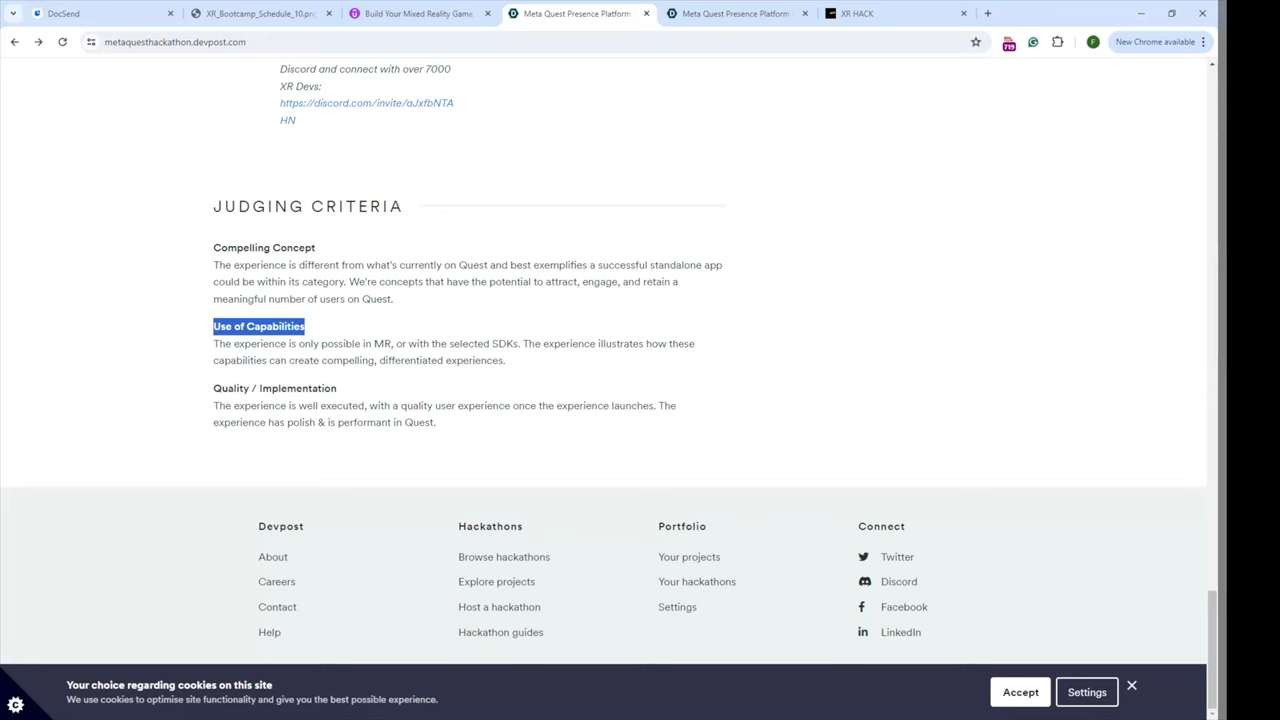 DocSend
XR_Bootcamp_Schedule_10.pn
Build Your Mixed Reality Game
Meta Quest Presence Platform
Meta Quest Presence Platform
XR HACK
metaquesthackathon.devpost.com
719
F
New Chrome available
Discord and connect with over 7000
XR Devs:
https://discord.com/invite/aJxfbNTA
HN
JUDGING CRITERIA
Compelling Concept
The experience is different from what's currently on Quest and best exemplifies a successful standalone app
could be within its category. We're concepts that have the potential to attract, engage, and retain a
meaningful number of users on Quest.
Use of Capabilities
The experience is only possible in MR, or with the selected SDKs. The experience illustrates how these
capabilities can create compelling, differentiated experiences.
Quality / Implementation
The experience is well executed, with a quality user experience once the experience launches. The
experience has polish & is performant in Quest.
Devpost
About
Careers
Contact
Help
Hackathons
Browse hackathons
Explore projects
Host a hackathon
Hackathon guides
Portfolio
Your projects
Your hackathons
Settings
Connect
Twitter
Discord
Facebook
LinkedIn
Your choice regarding cookies on this site
We use cookies to optimise site functionality and give you the best possible experience.
Accept
Settings